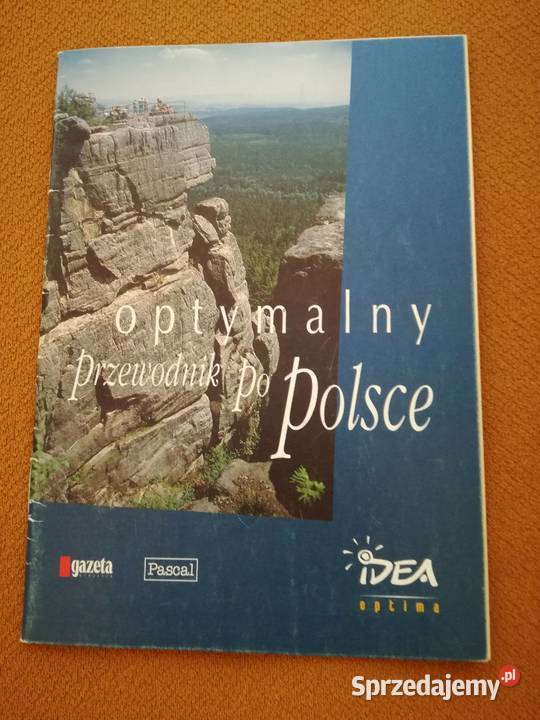 optymalny
przewodnik po polsce
gazeta
Pascal
iDEA
optima
Sprzedajemy.pl